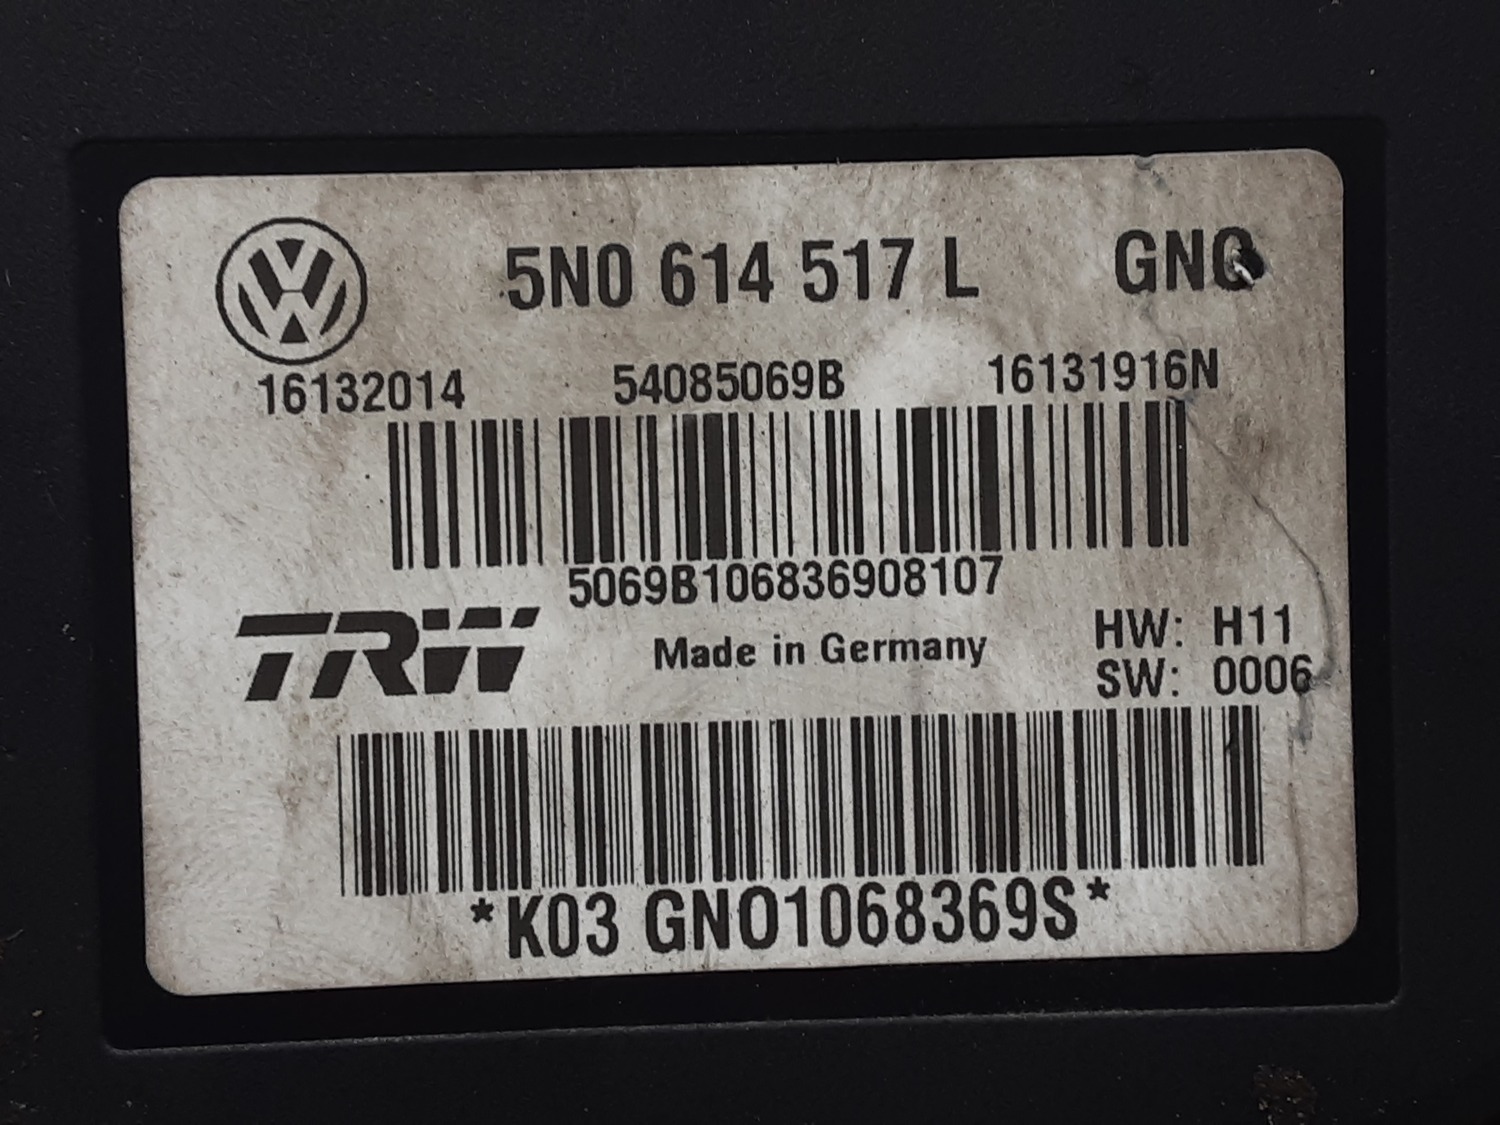 5N0 614 517 L GNO
16132014 54085069B 16131916N
5069B106836908107
TRW Made in Germany
HW: H11
SW: 0006
*K03 GNO1068369S*